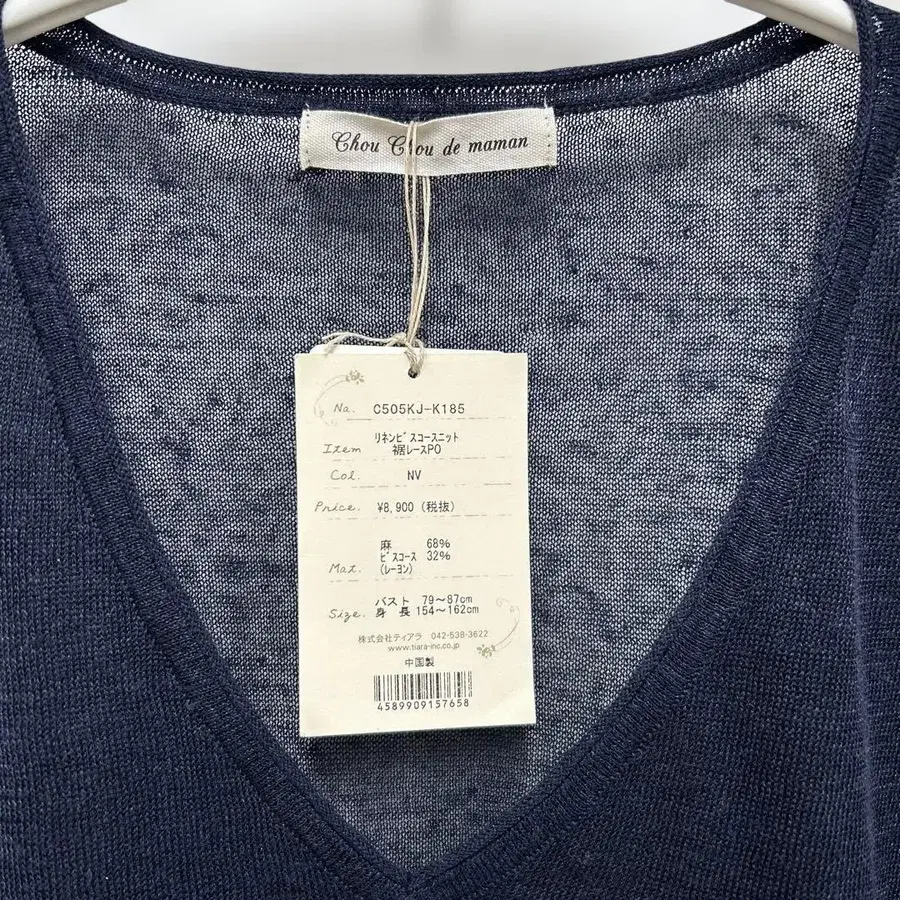 Chou Chou de maman
No. C505KJ-K185
Item リネンビスコースニット
裾レースPO
Col. NV
Price. ¥8,900 (税抜)
麻 68%
ビスコース 32%
Mat. (レーヨン)
バスト 79～87cm
Size. 身長 154～162cm
株式会社ティアラ 042-538-3622
www.tiara-inc.co.jp
中国製
4589909157658